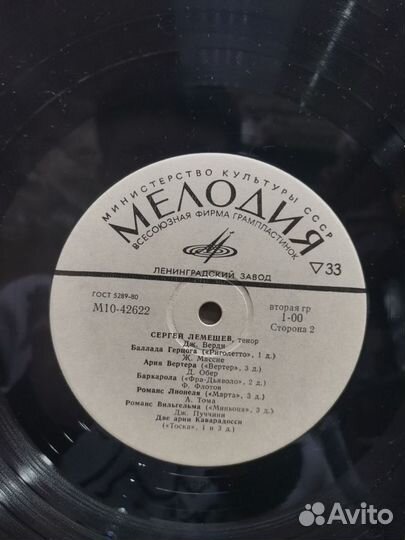 МИНИСТЕРСТВО КУЛЬТУРЫ СССР
МЕЛОДИЯ
ВСЕСОЮЗНАЯ ФИРМА ГРАМПЛАСТИНОК
ЛЕНИНГРАДСКИЙ ЗАВОД
▽33
ГОСТ 5289-80
М10-42622
вторая гр
1-00
Сторона 2
СЕРГЕЙ ЛЕМЕШЕВ, тенор
Дж. Верди
Баллада Герцога («Риголетто», 1 д.)
Ж. Массне
Ария Вертера («Вертер», 3 д.)
Д. Обер
Баркарола («Фра-Дьяволо», 2 д.)
Ф. Флотов
Романс Лионеля («Марта», 3 д.)
А. Тома
Романс Вильгельма («Миньона», 3 д.)
Дж. Пуччини
Две арии Каварадосси
(«Тоска», 1 и 3 д.)
Avito